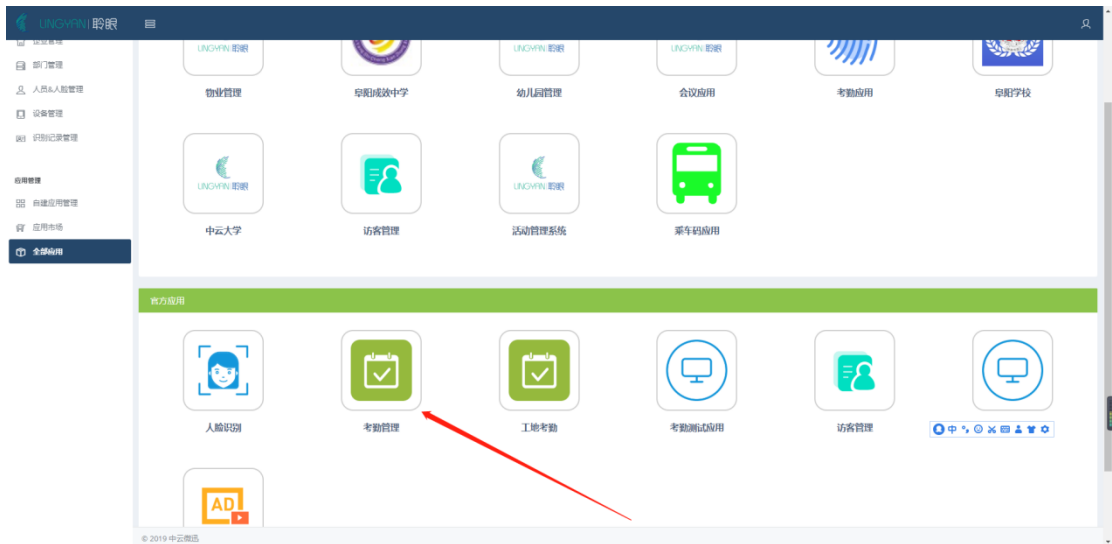 LINGYAN 聆眼
企业管理
部门管理
人员&人脸管理
设备管理
识别记录管理
应用管理
自建应用管理
应用市场
全部应用
LINGYAN 聆眼
LINGYAN 聆眼
LINGYAN 聆眼
物业管理
阜阳成效中学
幼儿园管理
会议应用
考勤应用
阜阳学校
LINGYAN 聆眼
LINGYAN 聆眼
中云大学
访客管理
活动管理系统
乘车码应用
官方应用
人脸识别
考勤管理
工地考勤
考勤测试应用
访客管理
中
AD
© 2019 中云微迅